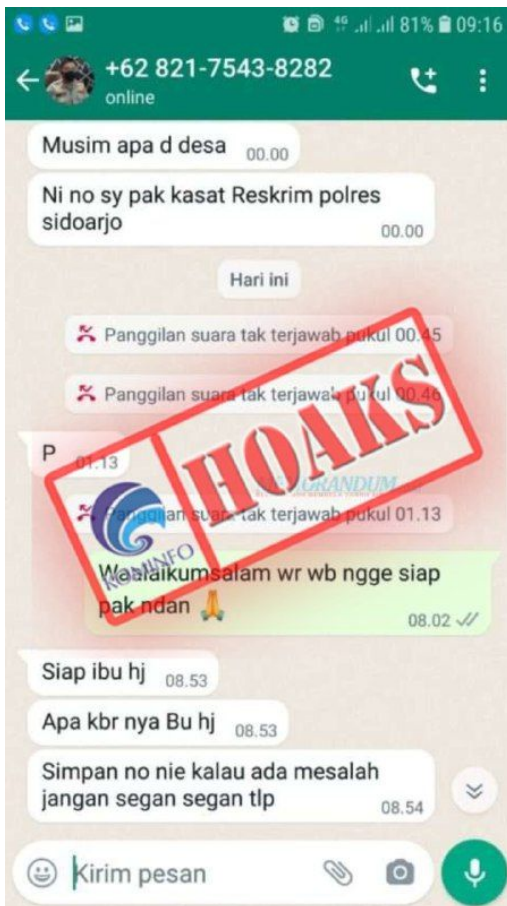 4G 81% 09:16
+62 821-7543-8282
online
Musim apa d desa 00.00
Ni no sy pak kasat Reskrim polres
sidoarjo
00.00
Hari ini
Panggilan suara tak terjawab pukul 00.45
Panggilan suara tak terjawab pukul 00.46
HOAKS
P 01.13
MEMORANDUM
Panggilan suara tak terjawab pukul 01.13
KOMINFO
Waalaikumsalam wr wb ngge siap
pak ndan 🙏
08.02
Siap ibu hj 08.53
Apa kbr nya Bu hj 08.53
Simpan no nie kalau ada mesalah
jangan segan segan tlp
08.54
Kirim pesan